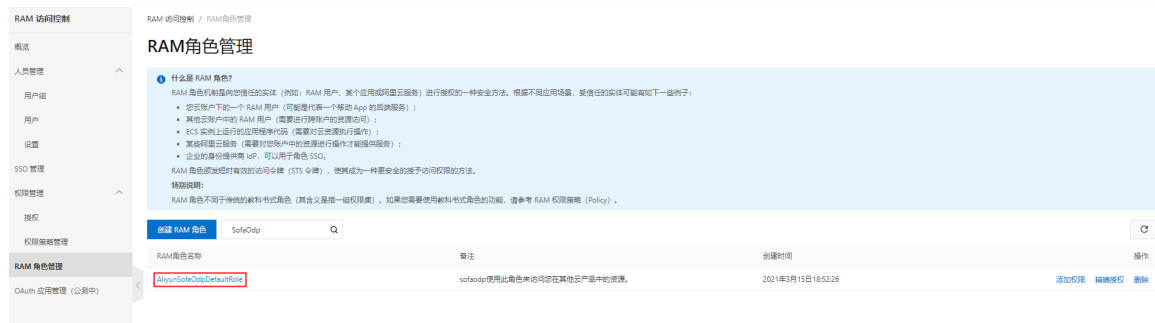 RAM 访问控制
概览
人员管理
用户组
用户
设置
SSO 管理
权限管理
授权
权限策略管理
RAM 角色管理
OAuth 应用管理（公测中）
RAM 访问控制 / RAM角色管理
RAM角色管理
什么是 RAM 角色?
RAM 角色机制是向您信任的实体（例如：RAM 用户、某个应用或阿里云服务）进行授权的一种安全方法。根据不同应用场景，受信任的实体可能有如下一些例子：
• 您云账户下的一个 RAM 用户（可能是代表一个移动 App 的后端服务）；
• 其他云账户中的 RAM 用户（需要进行跨账户的资源访问）；
• ECS 实例上运行的应用程序代码（需要对云资源执行操作）；
• 某些阿里云服务（需要对您账户中的资源进行操作才能提供服务）；
• 企业的身份提供商 IdP，可以用于角色 SSO。
RAM 角色颁发短时有效的访问令牌（STS 令牌），使其成为一种更安全的授予访问权限的方法。
特别说明：
RAM 角色不同于传统的教科书式角色（其含义是指一组权限集）。如果您需要使用教科书式角色的功能，请参考 RAM 权限策略（Policy）。
创建 RAM 角色 SofaOdp
RAM角色名称 备注 创建时间 操作
AliyunSofaOdpDefaultRole sofaodp使用此角色来访问您在其他云产品中的资源。 2021年3月15日18:52:26 添加权限 精确授权 删除